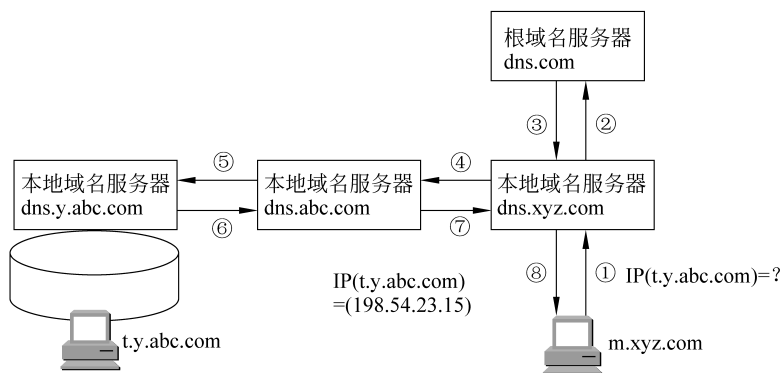 根域名服务器
dns.com
③
②
本地域名服务器
dns.y.abc.com
⑤
⑥
本地域名服务器
dns.abc.com
④
⑦
本地域名服务器
dns.xyz.com
IP(t.y.abc.com)
=(198.54.23.15)
⑧
①
IP(t.y.abc.com)=？
t.y.abc.com
m.xyz.com